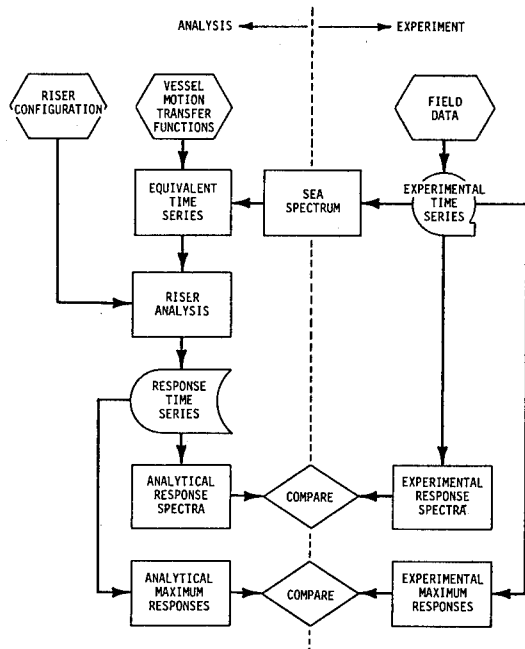 ANALYSIS
EXPERIMENT
RISER
CONFIGURATION
VESSEL
MOTION
TRANSFER
FUNCTIONS
FIELD
DATA
EQUIVALENT
TIME
SERIES
SEA
SPECTRUM
EXPERIMENTAL
TIME
SERIES
RISER
ANALYSIS
RESPONSE
TIME
SERIES
ANALYTICAL
RESPONSE
SPECTRA
COMPARE
EXPERIMENTAL
RESPONSE
SPECTRA
ANALYTICAL
MAXIMUM
RESPONSES
COMPARE
EXPERIMENTAL
MAXIMUM
RESPONSES